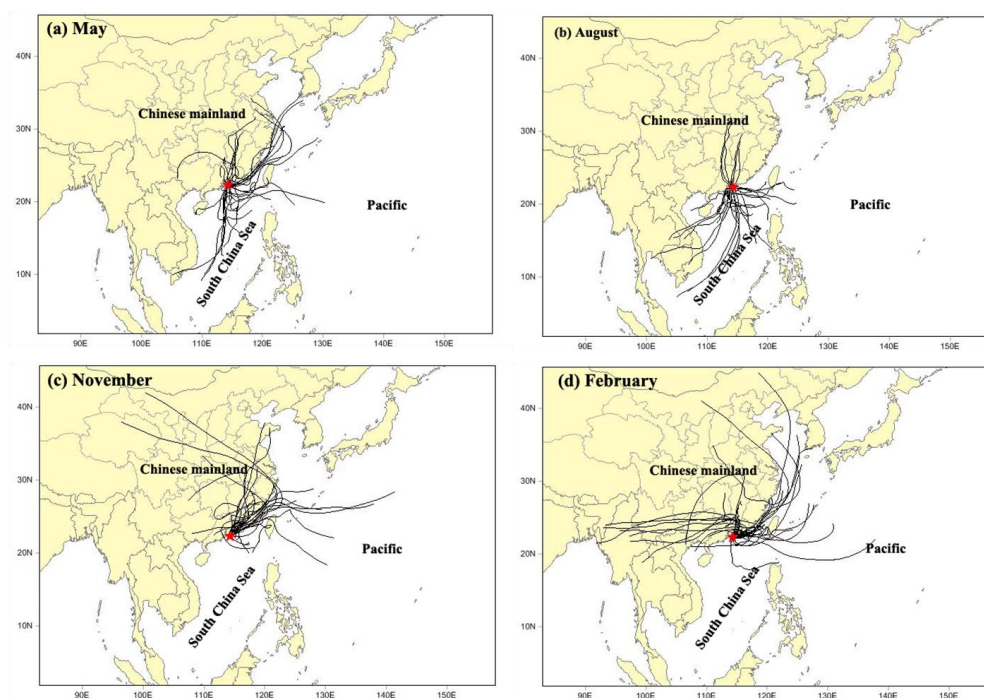 (a) May
Chinese mainland
Pacific
South China Sea
40N
30N
20N
10N
90E
100E
110E
120E
130E
140E
150E
(b) August
Chinese mainland
Pacific
South China Sea
40N
30N
20N
10N
90E
100E
110E
120E
130E
140E
150E
(c) November
Chinese mainland
Pacific
South China Sea
40N
30N
20N
10N
90E
100E
110E
120E
130E
140E
150E
(d) February
Chinese mainland
Pacific
South China Sea
40N
30N
20N
10N
90E
100E
110E
120E
130E
140E
150E